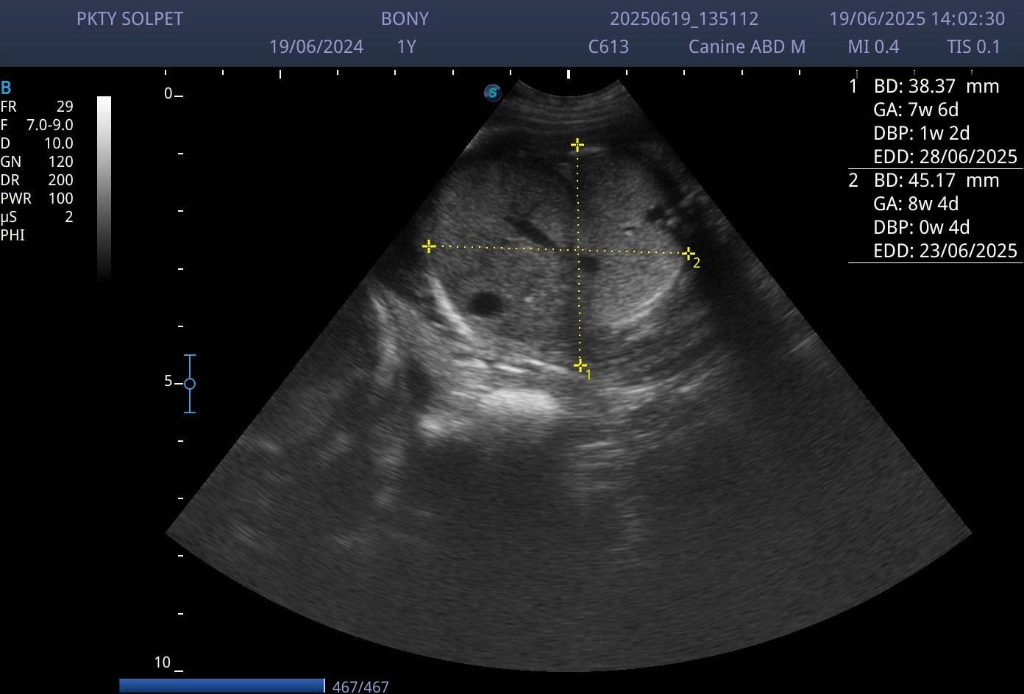 PKTY SOLPET BONY 20250619_135112 19/06/2025 14:02:30
19/06/2024 1Y C613 Canine ABD M MI 0.4 TIS 0.1
B
FR 29
F 7.0-9.0
D 10.0
GN 120
DR 200
PWR 100
µS 2
PHI
S
0
5
10
1 BD: 38.37 mm
GA: 7w 6d
DBP: 1w 2d
EDD: 28/06/2025
2 BD: 45.17 mm
GA: 8w 4d
DBP: 0w 4d
EDD: 23/06/2025
2
1
467/467